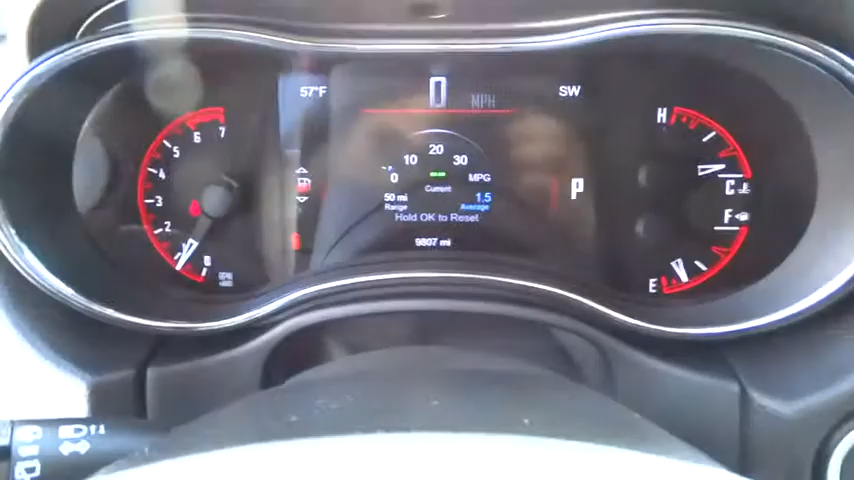 57°F
0 MPH
SW
7
6
5
4
3
2
1
0
RPM
10 20 30
0 MPG
Current
50 mi
Range
1.5
Average
Hold OK to Reset
9807 mi
P
H
C
F
E